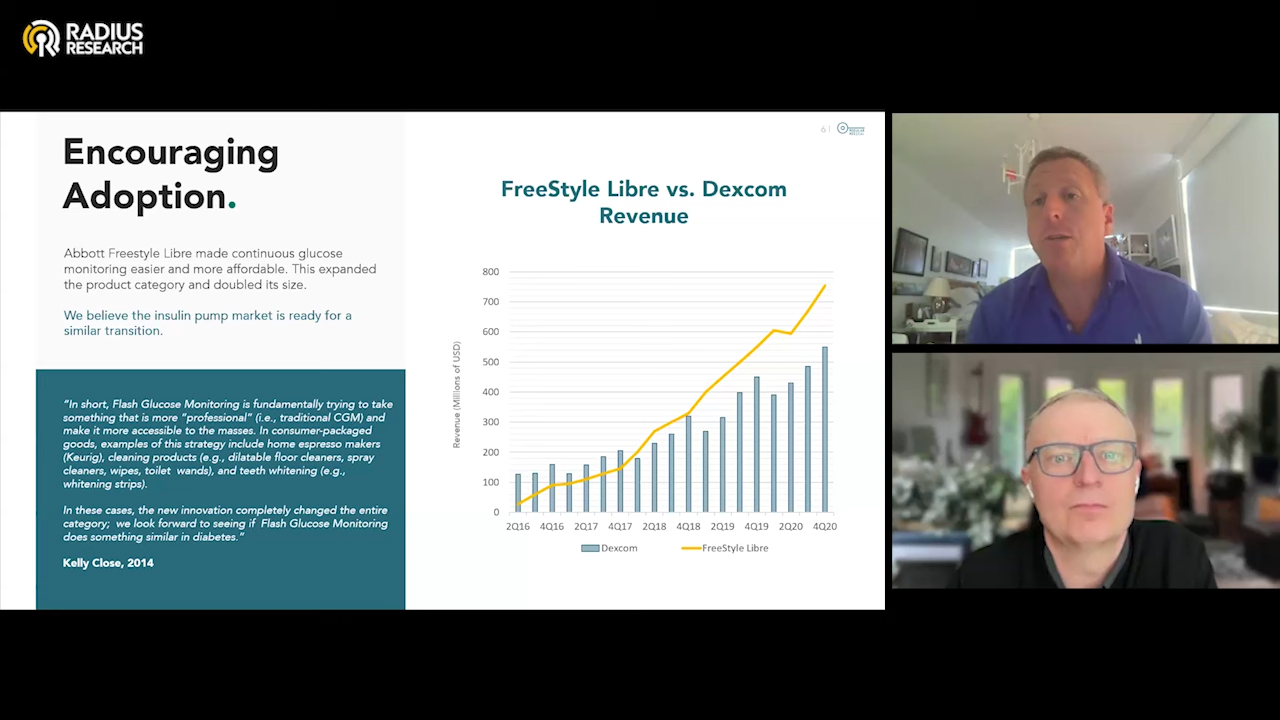 RADIUS
RESEARCH
Encouraging
Adoption.
Abbott Freestyle Libre made continuous glucose
monitoring easier and more affordable. This expanded
the product category and doubled its size.
We believe the insulin pump market is ready for a
similar transition.
“In short, Flash Glucose Monitoring is fundamentally trying to take
something that is more “professional” (i.e., traditional CGM) and
make it more accessible to the masses. In consumer-packaged
goods, examples of this strategy include home espresso makers
(Keurig), cleaning products (e.g., dilatable floor cleaners, spray
cleaners, wipes, toilet wands), and teeth whitening (e.g.,
whitening strips).
In these cases, the new innovation completely changed the entire
category; we look forward to seeing if Flash Glucose Monitoring
does something similar in diabetes.”
Kelly Close, 2014
6 |
FreeStyle Libre vs. Dexcom
Revenue
Revenue (Millions of USD)
800
700
600
500
400
300
200
100
0
2Q16 4Q16 2Q17 4Q17 2Q18 4Q18 2Q19 4Q19 2Q20 4Q20
Dexcom FreeStyle Libre